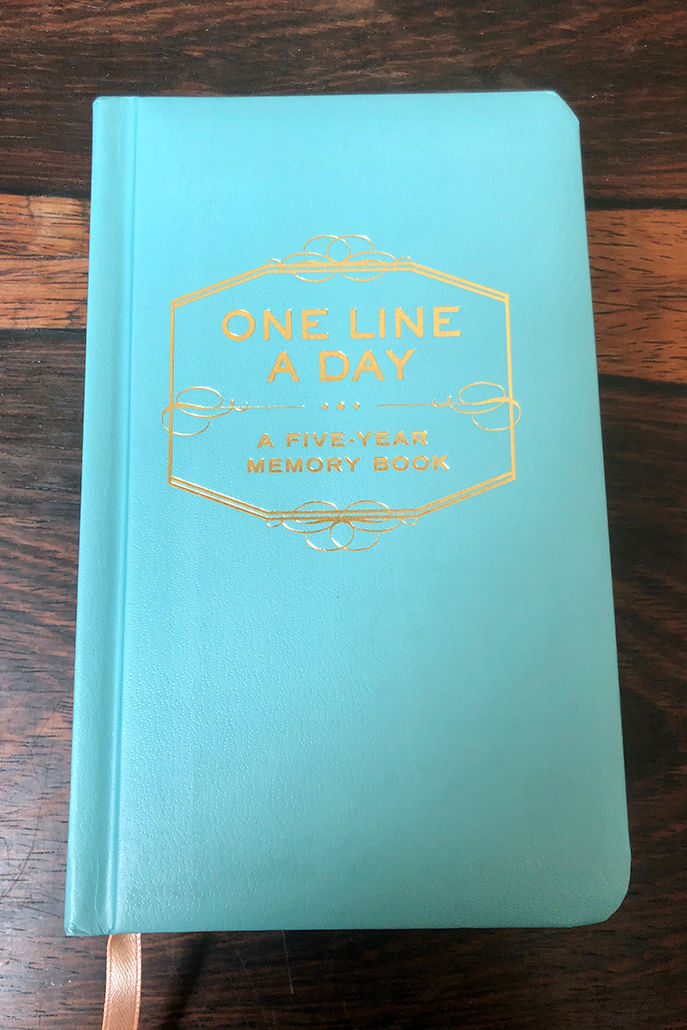 ONE LINE
A DAY
A FIVE-YEAR
MEMORY BOOK